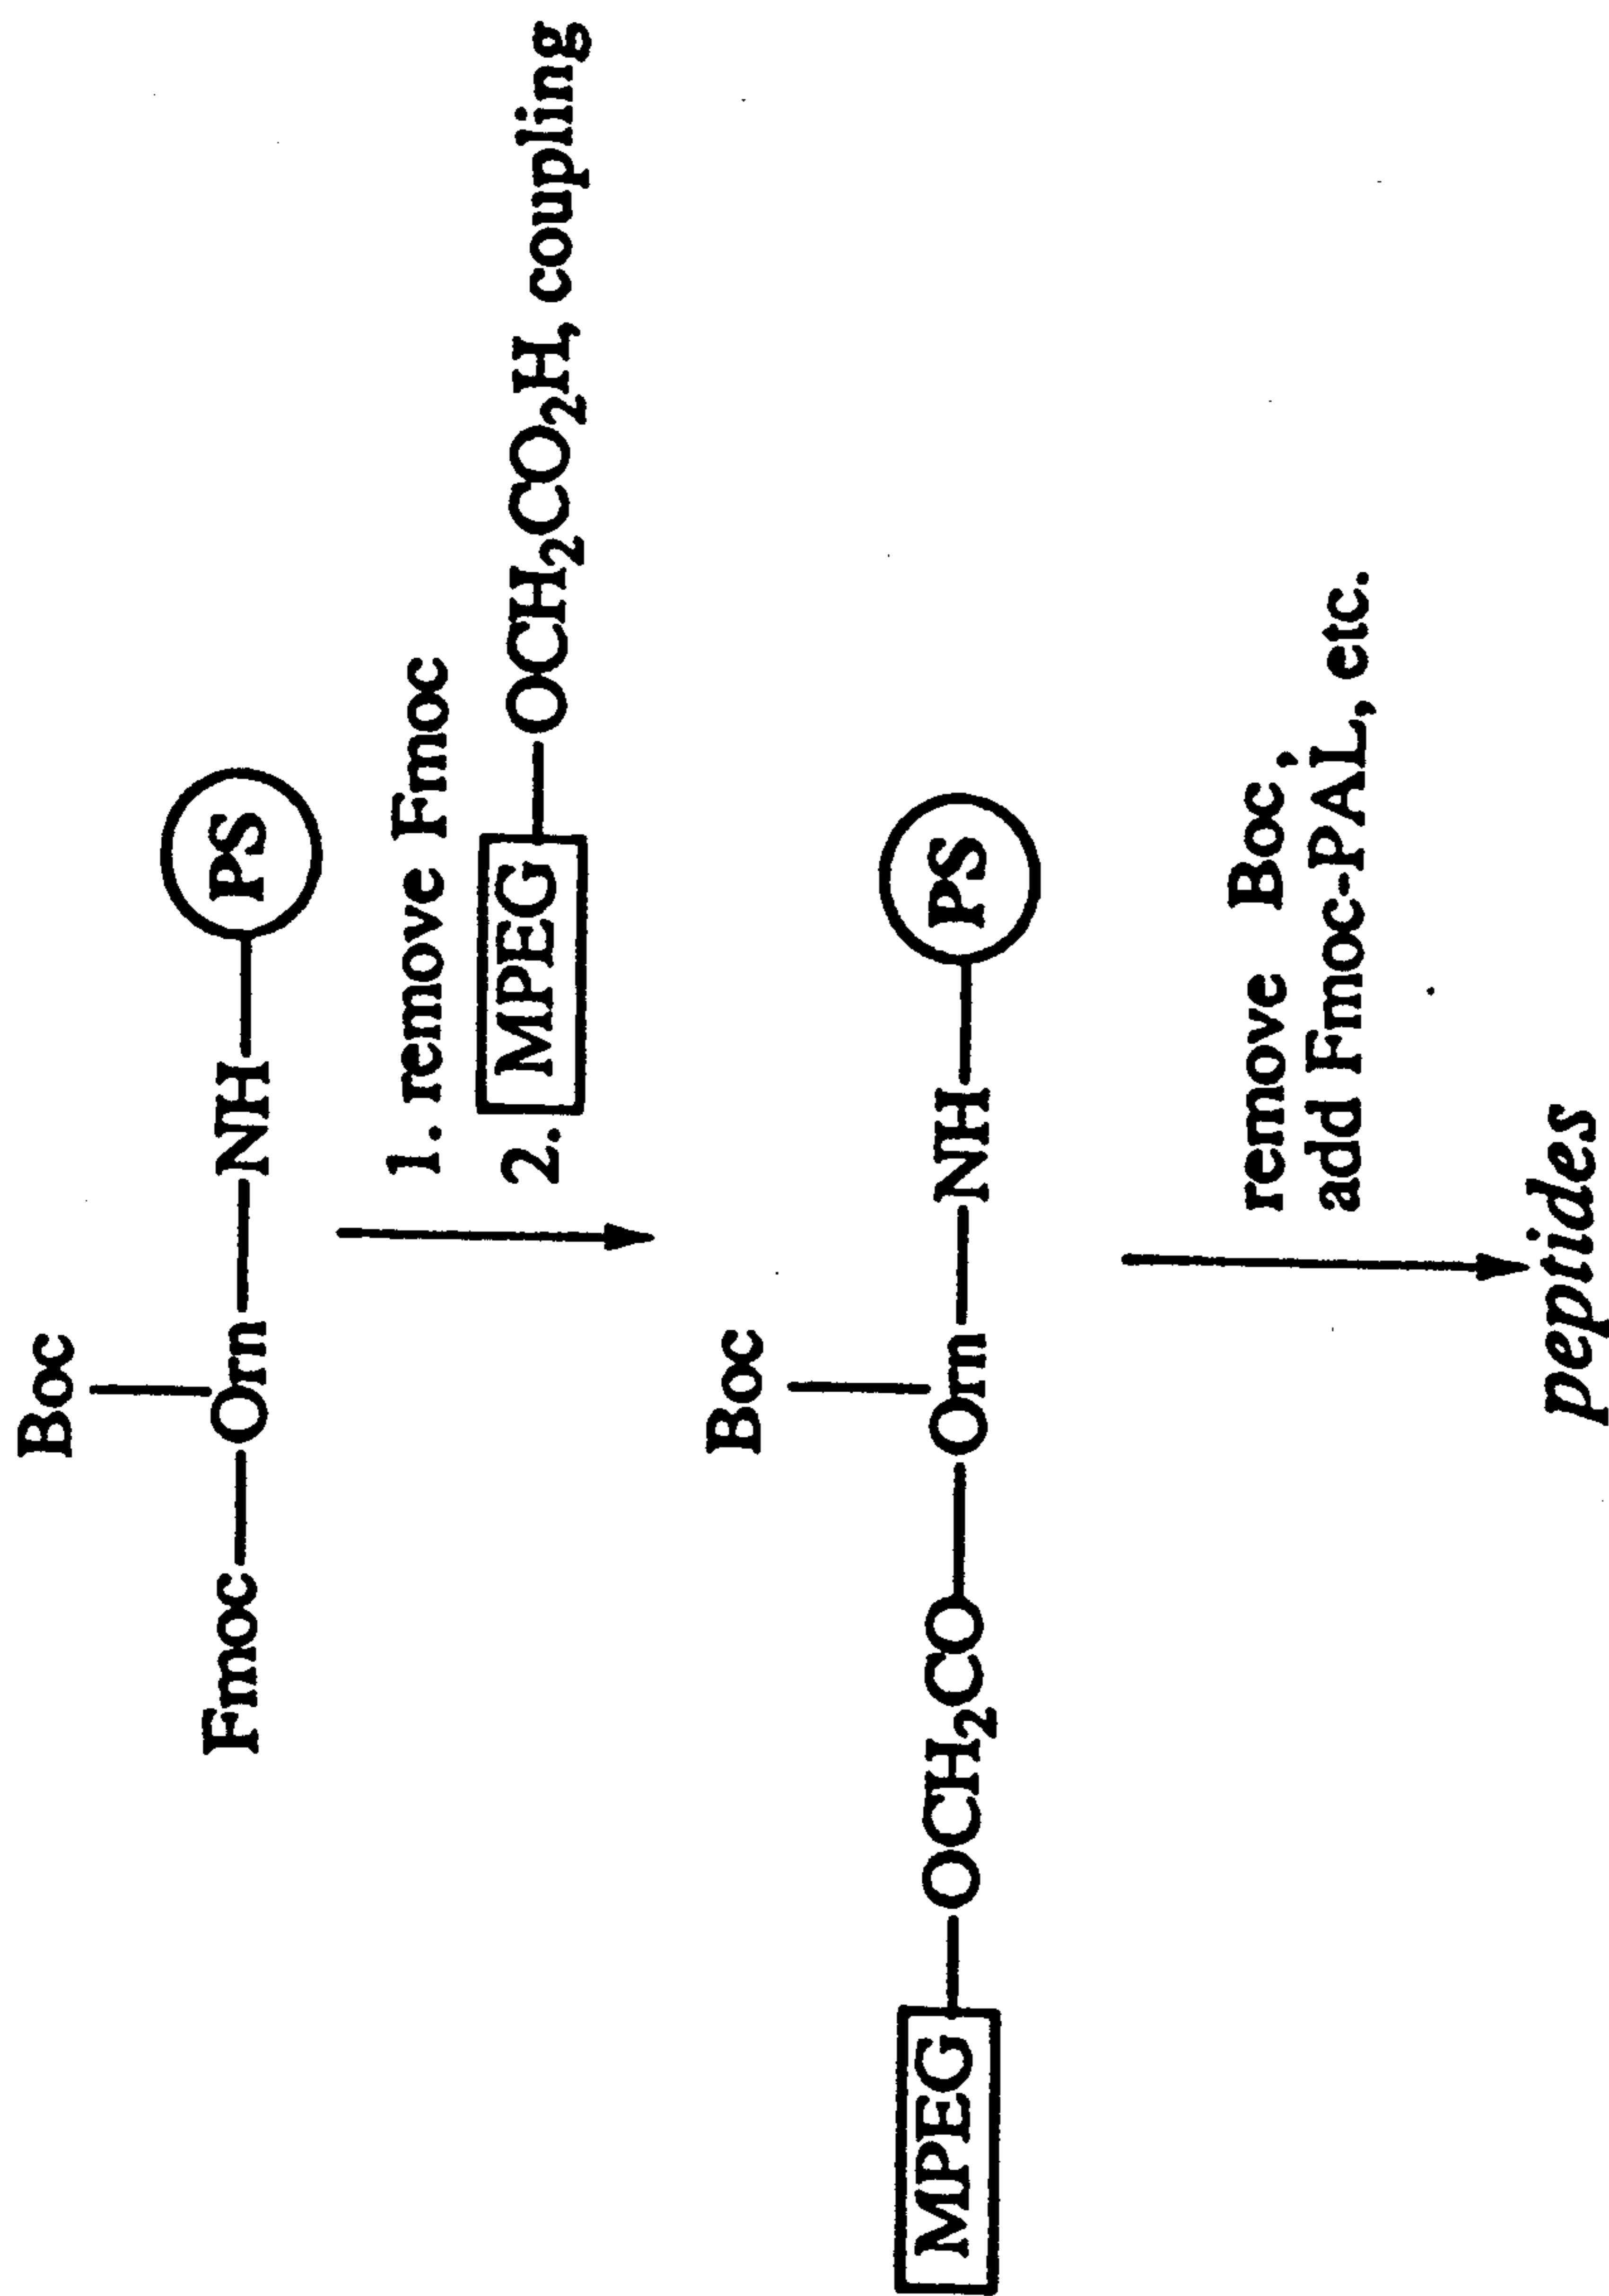 Boc
Fmoc—Orn—NH—PS
1. remove Fmoc
2. MPEG—OCH₂CO₂H, coupling
Boc
MPEG—OCH₂CO—Orn—NH—PS
remove Boc,
add Fmoc-PAL, etc.
peptides